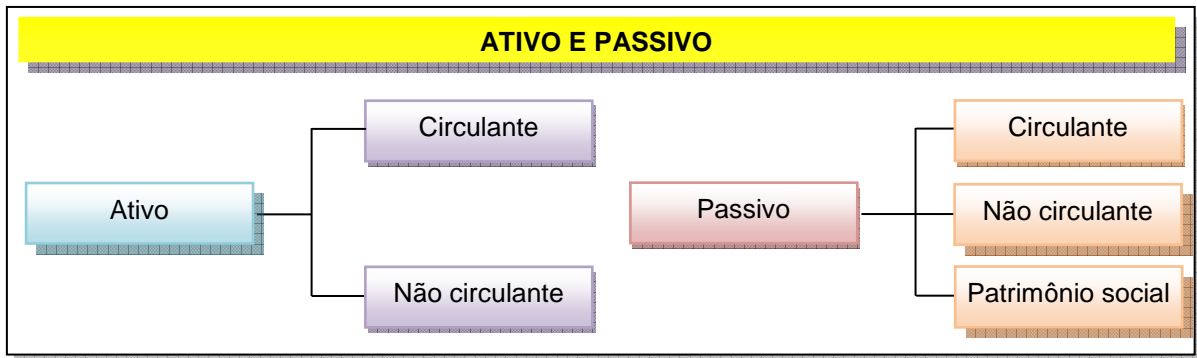 ATIVO E PASSIVO
Ativo
Circulante
Não circulante
Passivo
Circulante
Não circulante
Patrimônio social